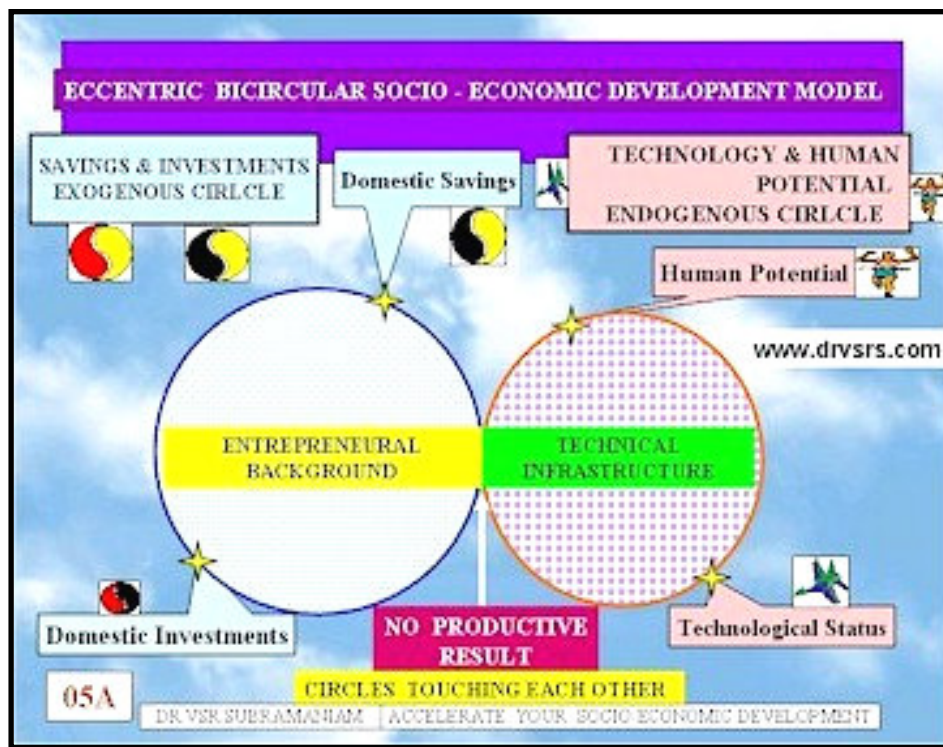 ECCENTRIC BICIRCULAR SOCIO - ECONOMIC DEVELOPMENT MODEL
SAVINGS & INVESTMENTS
EXOGENOUS CIRLCLE
Domestic Savings
TECHNOLOGY & HUMAN
POTENTIAL
ENDOGENOUS CIRLCLE
Human Potential
www.drvsrs.com
ENTREPRENEURAL
BACKGROUND
TECHNICAL
INFRASTRUCTURE
Domestic Investments
NO PRODUCTIVE
RESULT
Technological Status
05A
CIRCLES TOUCHING EACH OTHER
DR VSR SUBRAMANIAM
ACCELERATE YOUR SOCIO ECONOMIC DEVELOPMENT